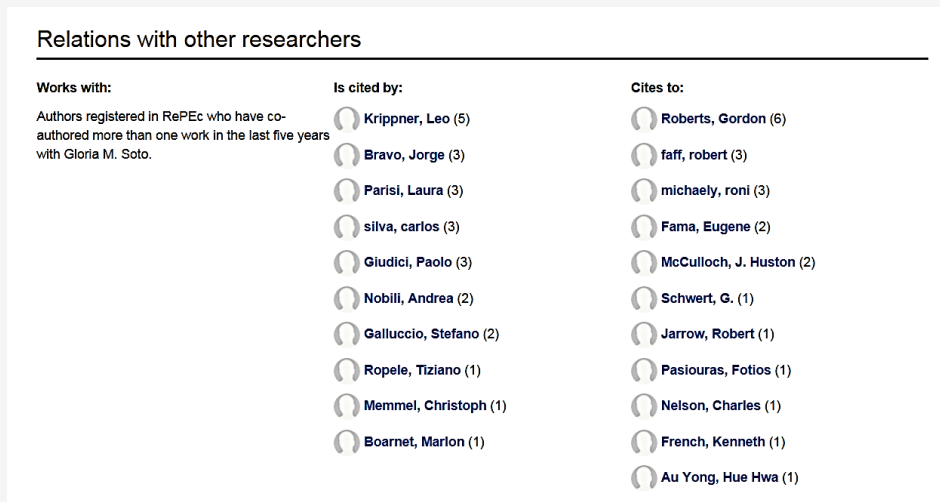 Relations with other researchers
Works with:
Authors registered in RePEc who have co-
authored more than one work in the last five years
with Gloria M. Soto.
Is cited by:
Krippner, Leo (5)
Bravo, Jorge (3)
Parisi, Laura (3)
silva, carlos (3)
Giudici, Paolo (3)
Nobili, Andrea (2)
Galluccio, Stefano (2)
Ropele, Tiziano (1)
Memmel, Christoph (1)
Boarnet, Marlon (1)
Cites to:
Roberts, Gordon (6)
faff, robert (3)
michaely, roni (3)
Fama, Eugene (2)
McCulloch, J. Huston (2)
Schwert, G. (1)
Jarrow, Robert (1)
Pasiouras, Fotios (1)
Nelson, Charles (1)
French, Kenneth (1)
Au Yong, Hue Hwa (1)